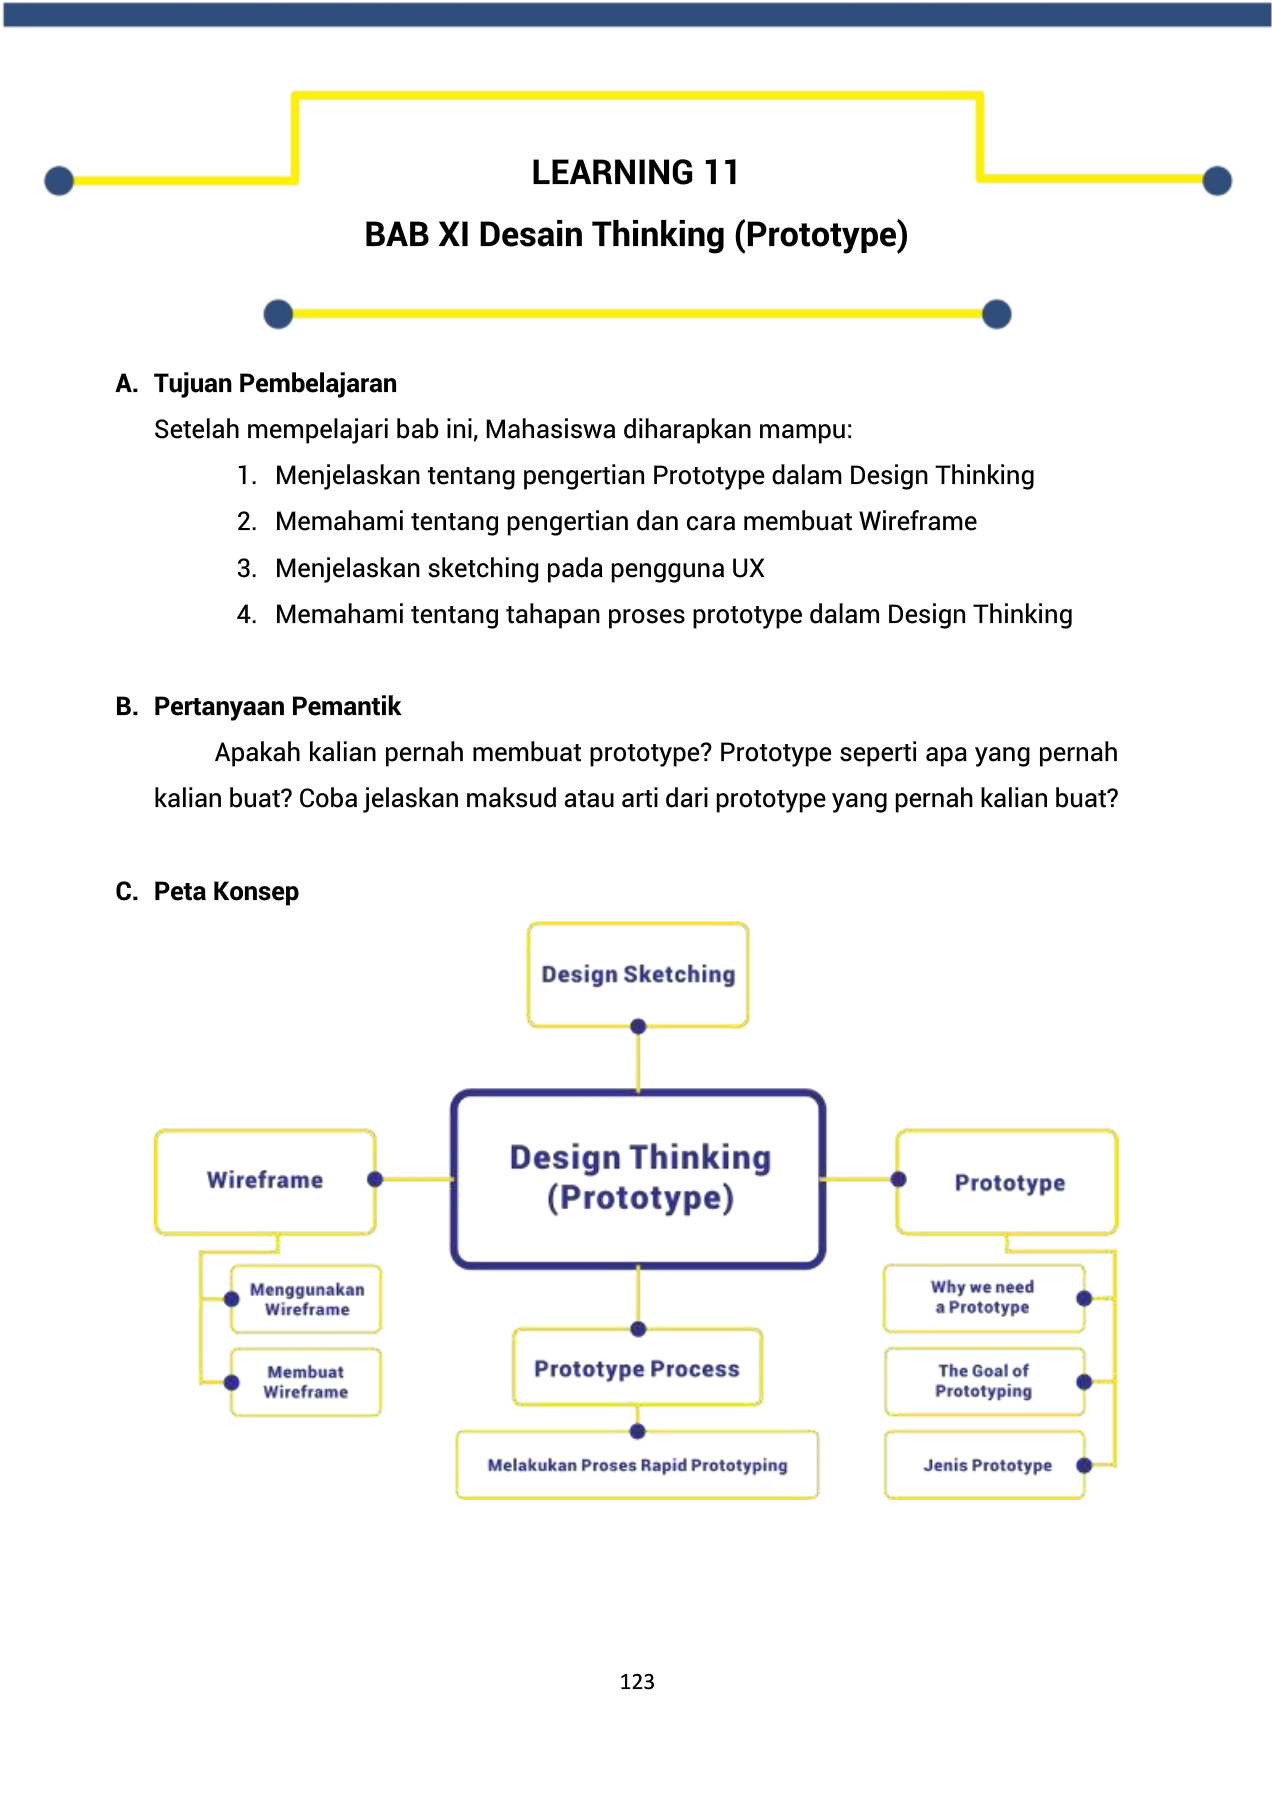 LEARNING 11
BAB XI Desain Thinking (Prototype)
A. Tujuan Pembelajaran
Setelah mempelajari bab ini, Mahasiswa diharapkan mampu:
1. Menjelaskan tentang pengertian Prototype dalam Design Thinking
2. Memahami tentang pengertian dan cara membuat Wireframe
3. Menjelaskan sketching pada pengguna UX
4. Memahami tentang tahapan proses prototype dalam Design Thinking
B. Pertanyaan Pemantik
Apakah kalian pernah membuat prototype? Prototype seperti apa yang pernah
kalian buat? Coba jelaskan maksud atau arti dari prototype yang pernah kalian buat?
C. Peta Konsep
Design Sketching
Design Thinking
(Prototype)
Wireframe
Menggunakan
Wireframe
Membuat
Wireframe
Prototype Process
Melakukan Proses Rapid Prototyping
Prototype
Why we need
a Prototype
The Goal of
Prototyping
Jenis Prototype
123